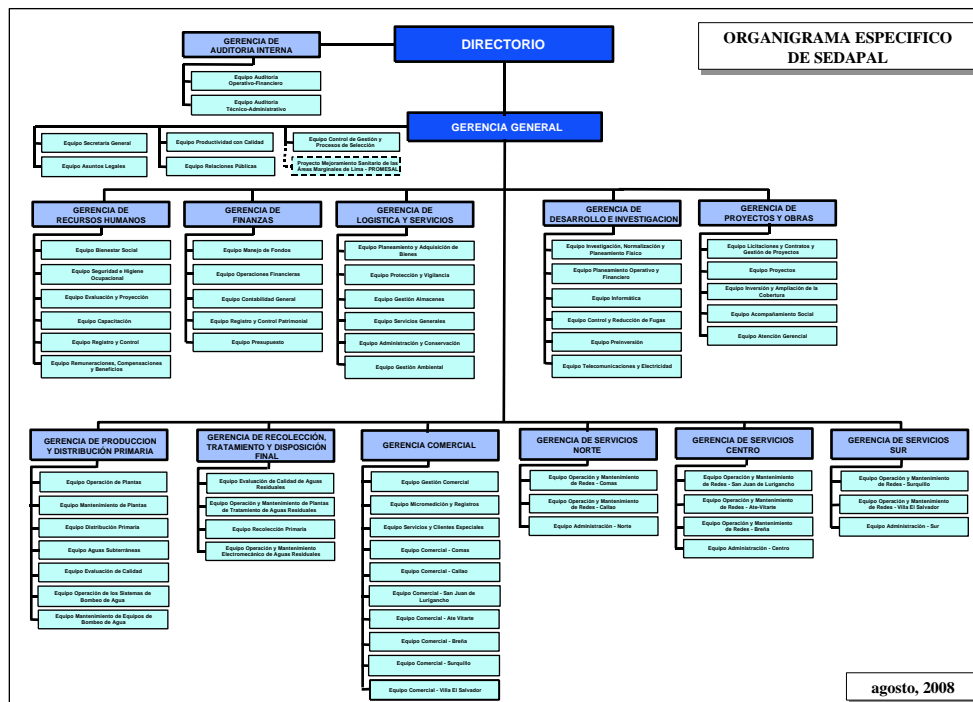 GERENCIA DE
AUDITORIA INTERNA
DIRECTORIO
ORGANIGRAMA ESPECIFICO
DE SEDAPAL
Equipo Auditoría
Operativo-Financiero
Equipo Auditoría
Técnico-Administrativo
GERENCIA GENERAL
Equipo Secretaría General
Equipo Asuntos Legales
Equipo Productividad con Calidad
Equipo Relaciones Públicas
Equipo Control de Gestión y
Procesos de Selección
Proyecto Mejoramiento Sanitario de las
Áreas Marginales de Lima - PROMESAL
GERENCIA DE
RECURSOS HUMANOS
Equipo Bienestar Social
Equipo Seguridad e Higiene
Ocupacional
Equipo Evaluación y Proyección
Equipo Capacitación
Equipo Registro y Control
Equipo Remuneraciones, Compensaciones
y Beneficios
GERENCIA DE
FINANZAS
Equipo Manejo de Fondos
Equipo Operaciones Financieras
Equipo Contabilidad General
Equipo Registro y Control Patrimonial
Equipo Presupuesto
GERENCIA DE
LOGISTICA Y SERVICIOS
Equipo Planeamiento y Adquisición de
Bienes
Equipo Protección y Vigilancia
Equipo Gestión Almacenes
Equipo Servicios Generales
Equipo Administración y Conservación
Equipo Gestión Ambiental
GERENCIA DE
DESARROLLO E INVESTIGACION
Equipo Investigación, Normalización y
Planeamiento Físico
Equipo Planeamiento Operativo y
Financiero
Equipo Informática
Equipo Control y Reducción de Fugas
Equipo Preinversión
Equipo Telecomunicaciones y Electricidad
GERENCIA DE
PROYECTOS Y OBRAS
Equipo Licitaciones y Contratos y
Gestión de Proyectos
Equipo Proyectos
Equipo Inversión y Ampliación de la
Cobertura
Equipo Acompañamiento Social
Equipo Atención Gerencial
GERENCIA DE PRODUCCION
Y DISTRIBUCIÓN PRIMARIA
Equipo Operación de Plantas
Equipo Mantenimiento de Plantas
Equipo Distribución Primaria
Equipo Aguas Subterráneas
Equipo Evaluación de Calidad
Equipo Operación de los Sistemas de
Bombeo de Agua
Equipo Mantenimiento de Equipos de
Bombeo de Agua
GERENCIA DE RECOLECCIÓN,
TRATAMIENTO Y DISPOSICIÓN
FINAL
Equipo Evaluación de Calidad de Aguas
Residuales
Equipo Operación y Mantenimiento de Plantas
de Tratamiento de Aguas Residuales
Equipo Recolección Primaria
Equipo Operación y Mantenimiento
Electromecánico de Aguas Residuales
GERENCIA COMERCIAL
Equipo Gestión Comercial
Equipo Micromedición y Registros
Equipo Servicios y Clientes Especiales
Equipo Comercial - Comas
Equipo Comercial - Callao
Equipo Comercial - San Juan de
Lurigancho
Equipo Comercial - Ate Vitarte
Equipo Comercial - Breña
Equipo Comercial - Surquillo
Equipo Comercial - Villa El Salvador
GERENCIA DE SERVICIOS
NORTE
Equipo Operación y Mantenimiento
de Redes - Comas
Equipo Operación y Mantenimiento
de Redes - Callao
Equipo Administración - Norte
GERENCIA DE SERVICIOS
CENTRO
Equipo Operación y Mantenimiento
de Redes - San Juan de Lurigancho
Equipo Operación y Mantenimiento
de Redes - Ate-Vitarte
Equipo Operación y Mantenimiento
de Redes - Breña
Equipo Administración - Centro
GERENCIA DE SERVICIOS
SUR
Equipo Operación y Mantenimiento
de Redes - Surquillo
Equipo Operación y Mantenimiento
de Redes - Villa El Salvador
Equipo Administración - Sur
agosto, 2008